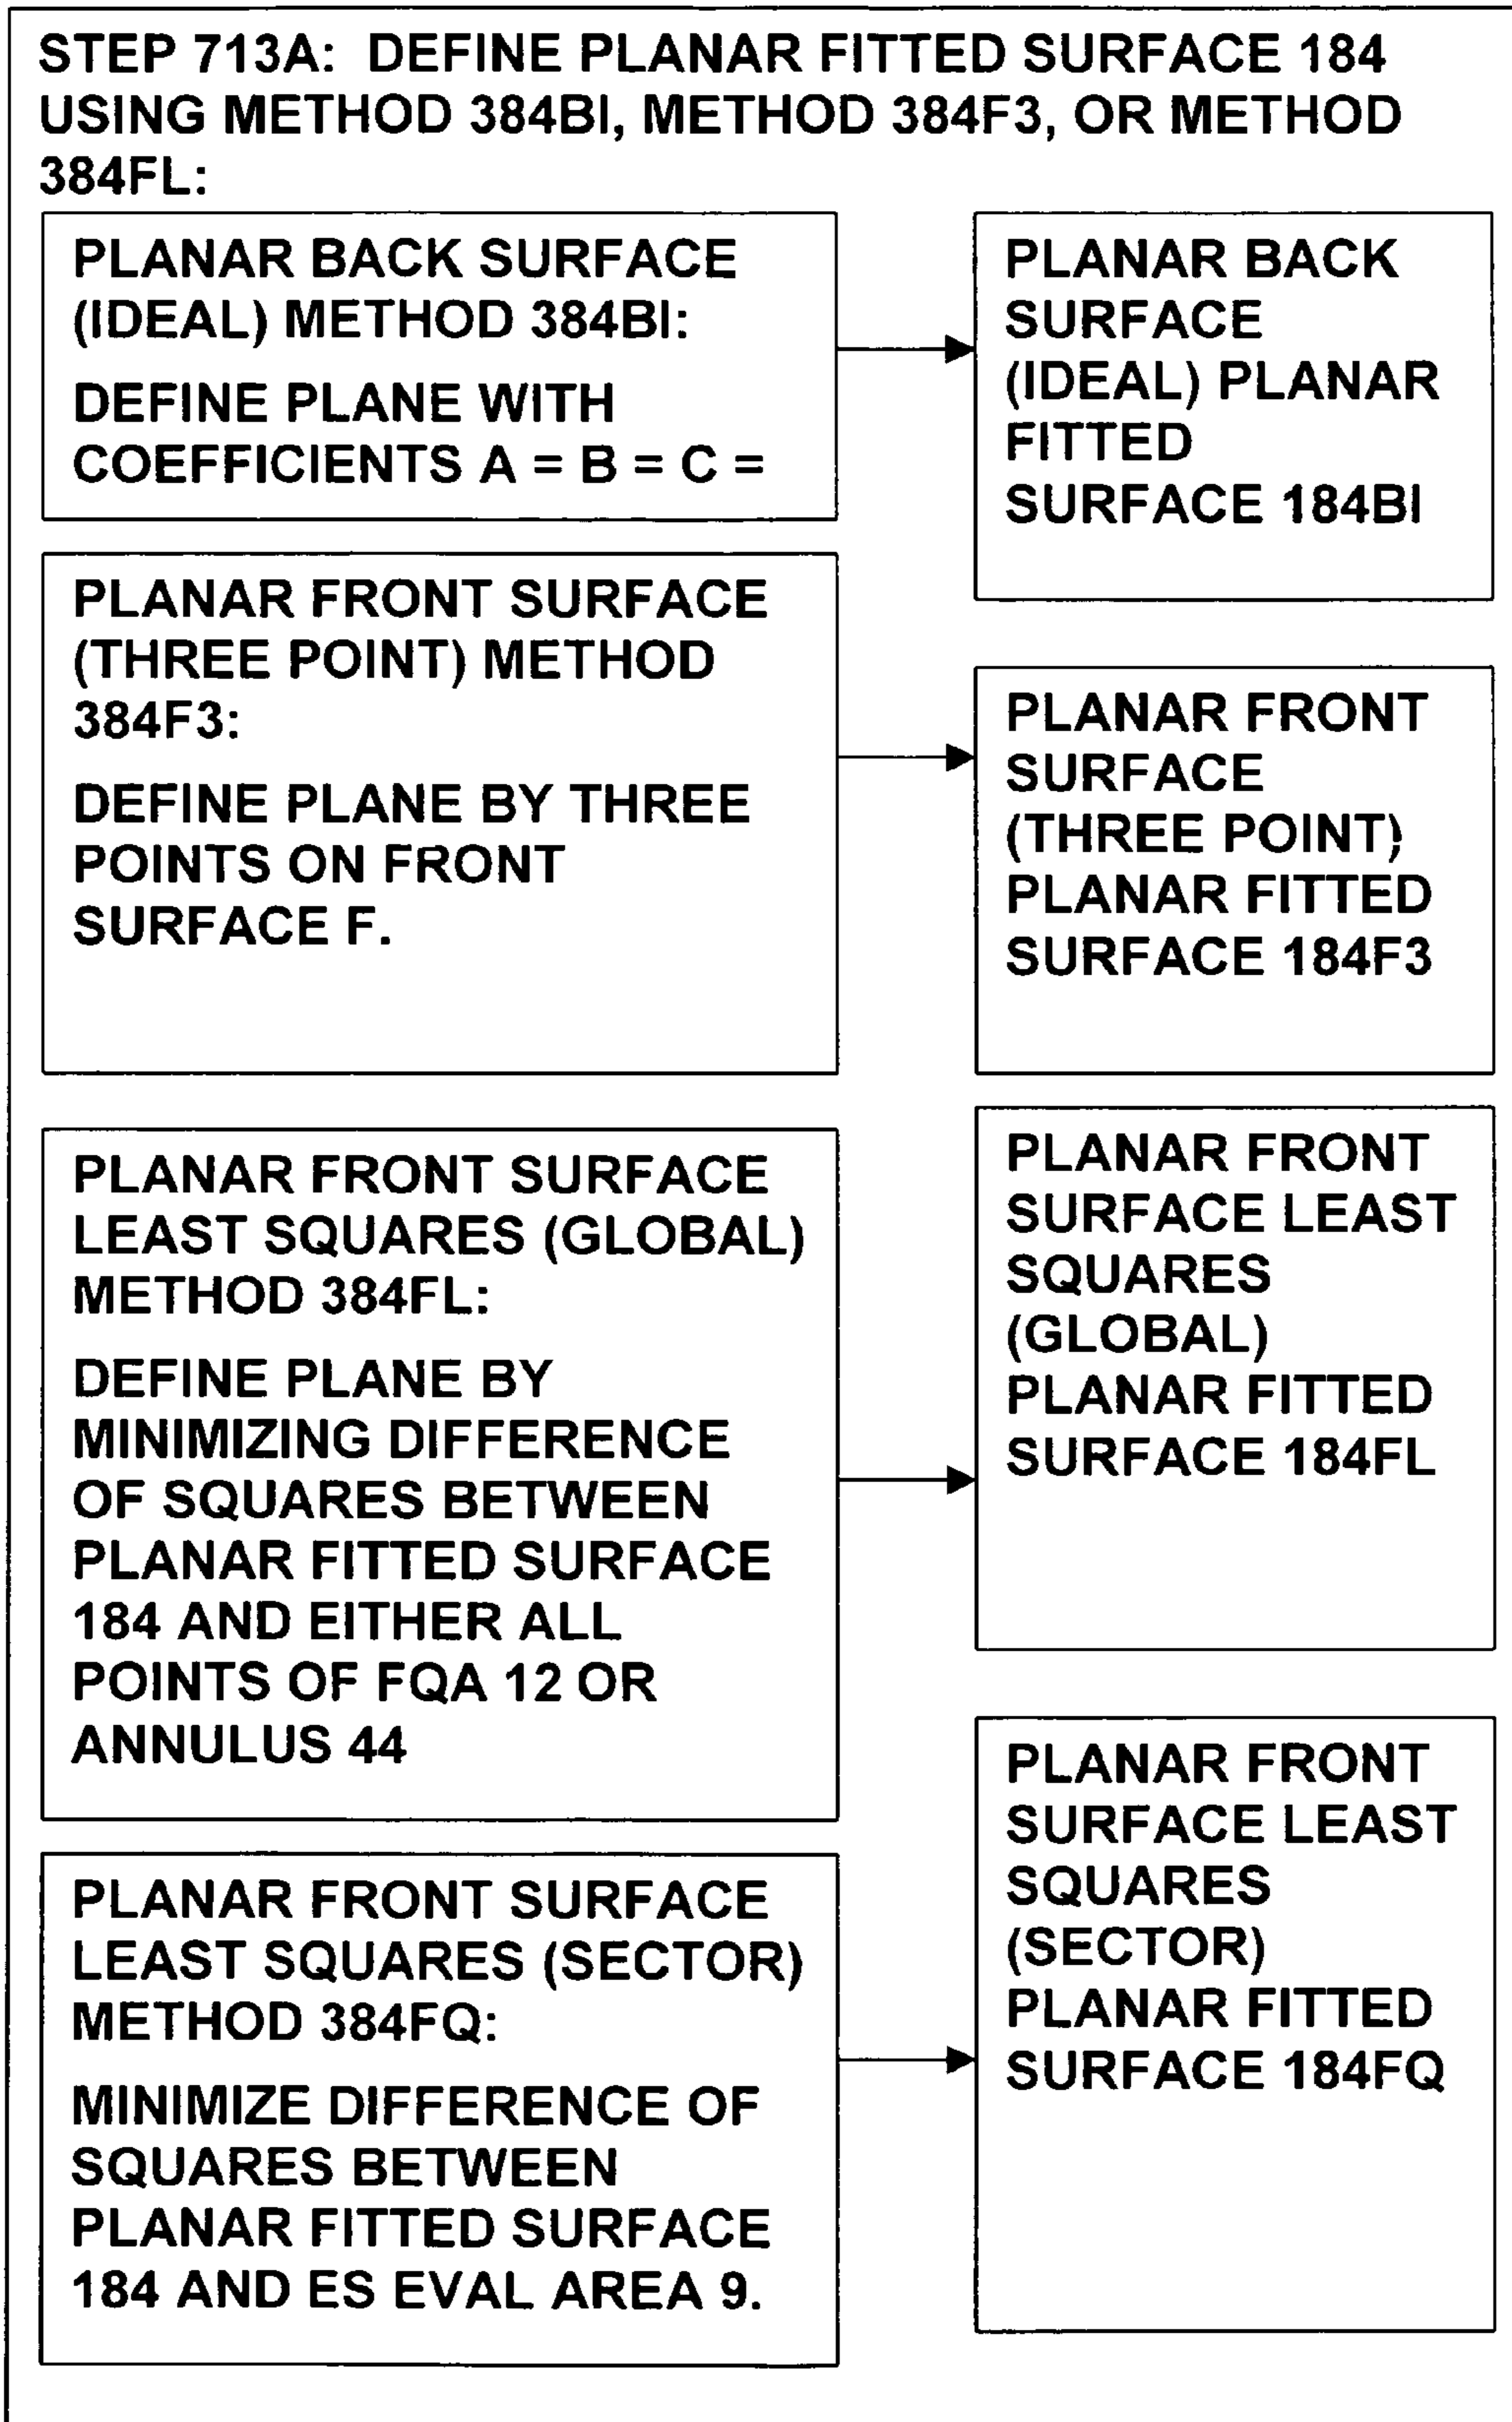 STEP 713A: DEFINE PLANAR FITTED SURFACE 184
USING METHOD 384BI, METHOD 384F3, OR METHOD
384FL:
PLANAR BACK SURFACE
(IDEAL) METHOD 384BI:
DEFINE PLANE WITH
COEFFICIENTS A = B = C =
PLANAR BACK
SURFACE
(IDEAL) PLANAR
FITTED
SURFACE 184BI
PLANAR FRONT SURFACE
(THREE POINT) METHOD
384F3:
DEFINE PLANE BY THREE
POINTS ON FRONT
SURFACE F.
PLANAR FRONT
SURFACE
(THREE POINT)
PLANAR FITTED
SURFACE 184F3
PLANAR FRONT SURFACE
LEAST SQUARES (GLOBAL)
METHOD 384FL:
DEFINE PLANE BY
MINIMIZING DIFFERENCE
OF SQUARES BETWEEN
PLANAR FITTED SURFACE
184 AND EITHER ALL
POINTS OF FQA 12 OR
ANNULUS 44
PLANAR FRONT
SURFACE LEAST
SQUARES
(GLOBAL)
PLANAR FITTED
SURFACE 184FL
PLANAR FRONT SURFACE
LEAST SQUARES (SECTOR)
METHOD 384FQ:
MINIMIZE DIFFERENCE OF
SQUARES BETWEEN
PLANAR FITTED SURFACE
184 AND ES EVAL AREA 9.
PLANAR FRONT
SURFACE LEAST
SQUARES
(SECTOR)
PLANAR FITTED
SURFACE 184FQ